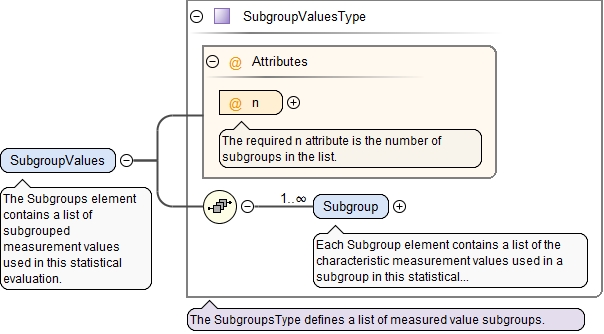 SubgroupValuesType
@ Attributes
@ n
The required n attribute is the number of
subgroups in the list.
SubgroupValues
The Subgroups element
contains a list of
subgrouped
measurement values
used in this statistical
evaluation.
1..∞
Subgroup
Each Subgroup element contains a list of the
characteristic measurement values used in a
subgroup in this statistical...
The SubgroupsType defines a list of measured value subgroups.